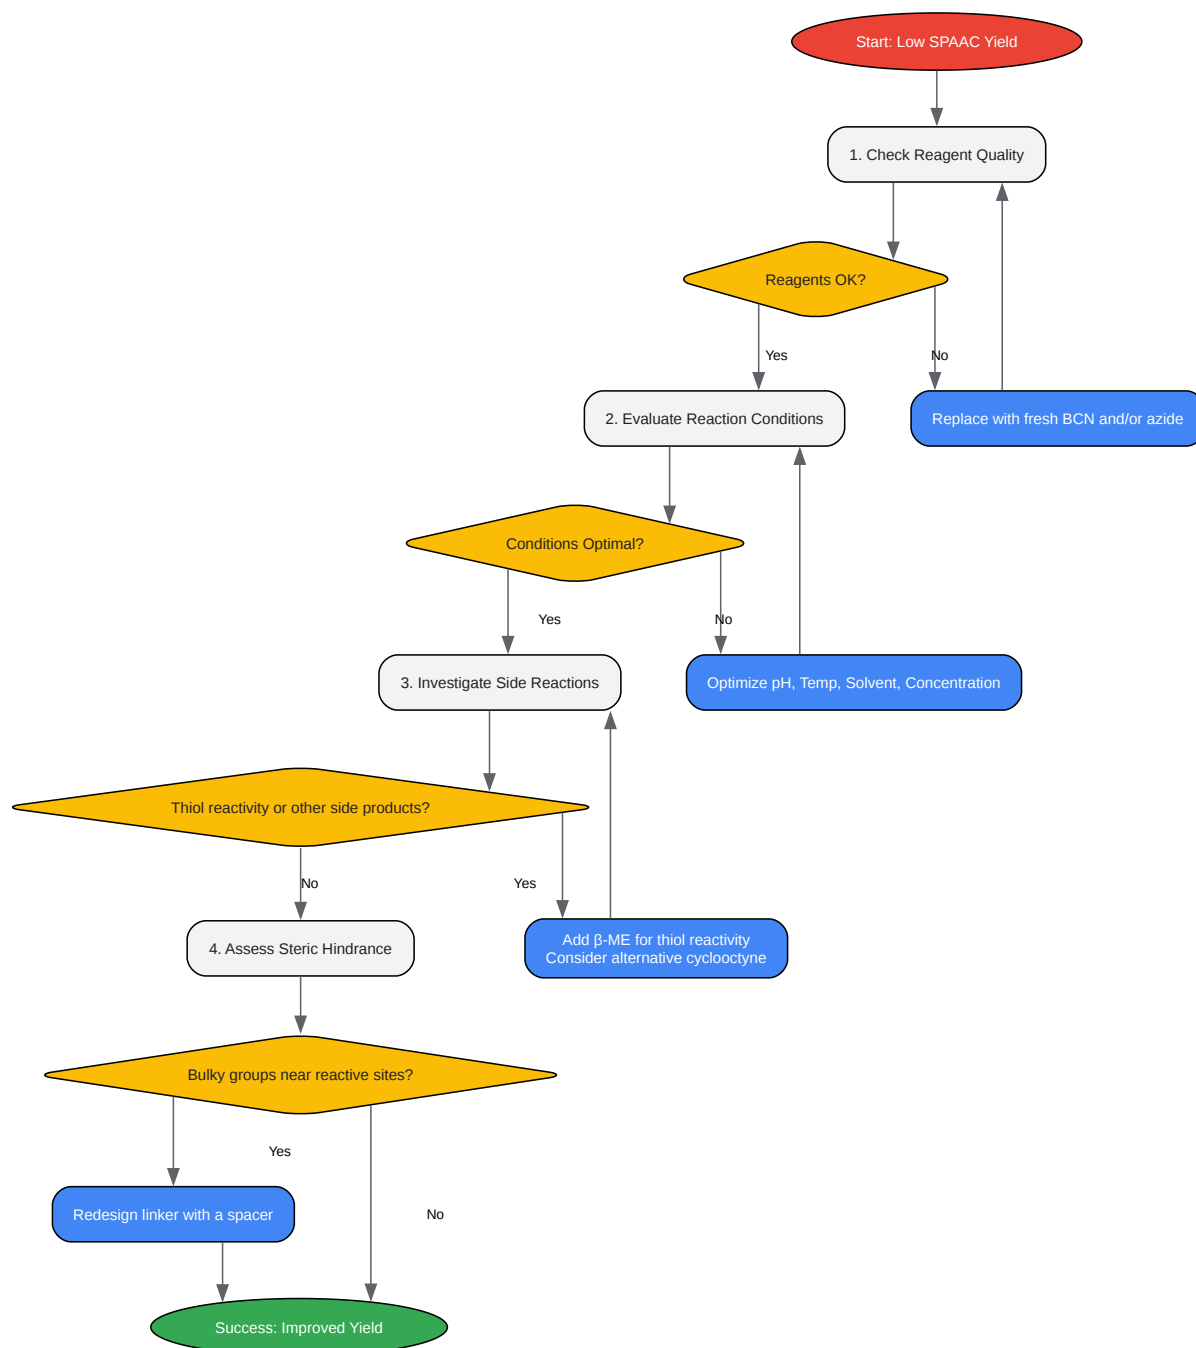 Start: Low SPAAC Yield
1. Check Reagent Quality
Reagents OK?
Yes
No
2. Evaluate Reaction Conditions
Replace with fresh BCN and/or azide
Conditions Optimal?
Yes
No
3. Investigate Side Reactions
Optimize pH, Temp, Solvent, Concentration
Thiol reactivity or other side products?
No
Yes
4. Assess Steric Hindrance
Add β-ME for thiol reactivity
Consider alternative cyclooctyne
Bulky groups near reactive sites?
Yes
Redesign linker with a spacer
No
Success: Improved Yield